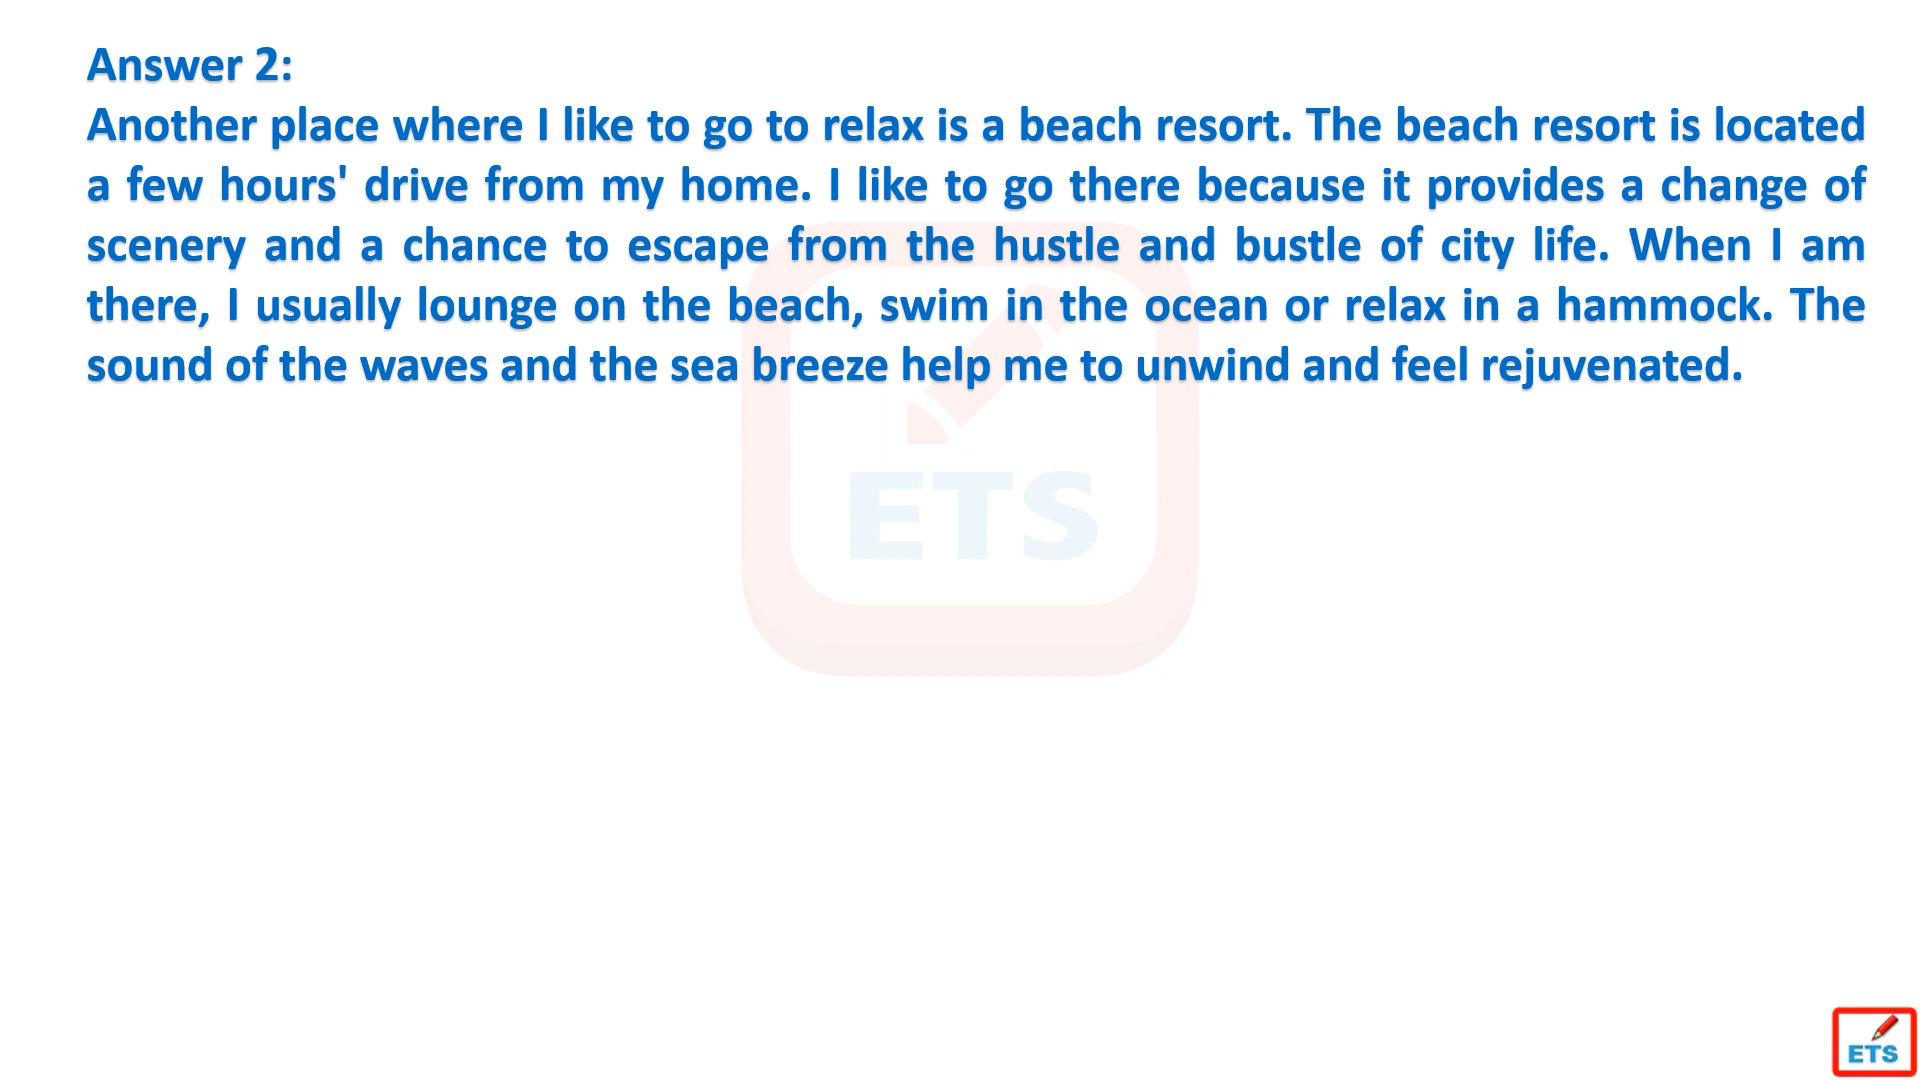 Answer 2:
Another place where I like to go to relax is a beach resort. The beach resort is located
a few hours' drive from my home. I like to go there because it provides a change of
scenery and a chance to escape from the hustle and bustle of city life. When I am
there, I usually lounge on the beach, swim in the ocean or relax in a hammock. The
sound of the waves and the sea breeze help me to unwind and feel rejuvenated.
ETS
ETS